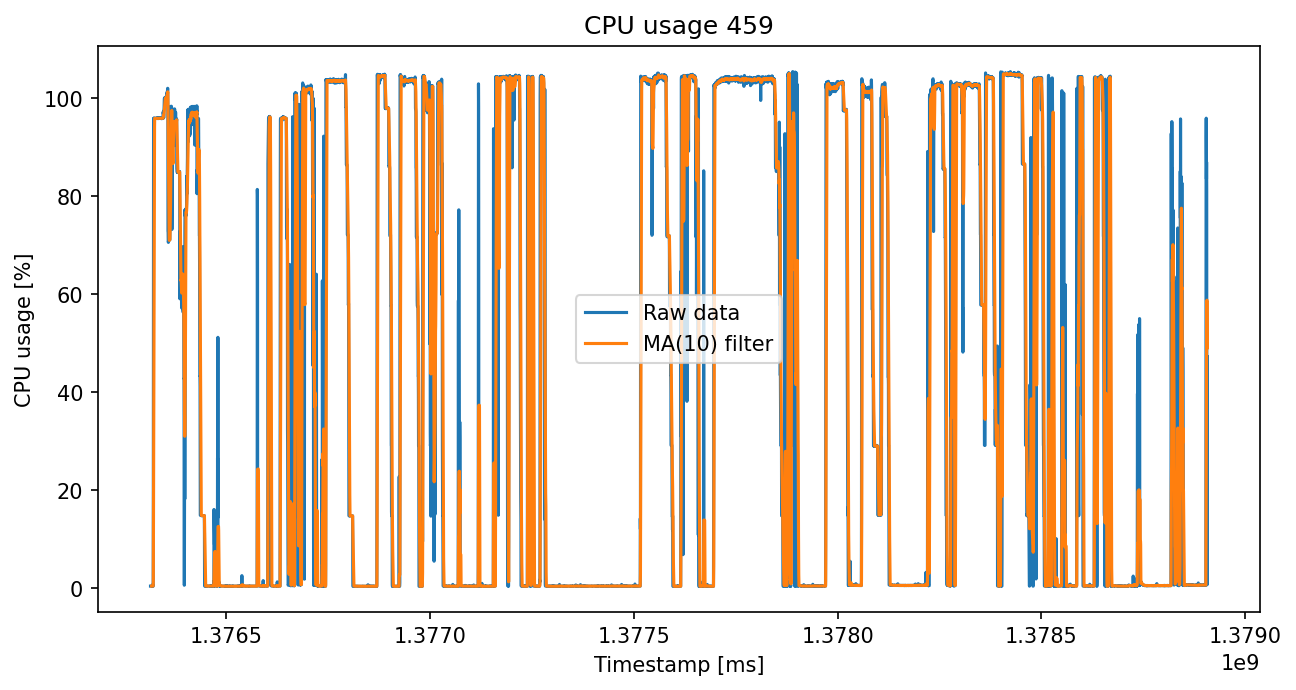 CPU usage 459
CPU usage [%]
100
80
60
40
20
0
Raw data
MA(10) filter
1.3765
1.3770
1.3775
1.3780
1.3785
1.3790
1e9
Timestamp [ms]